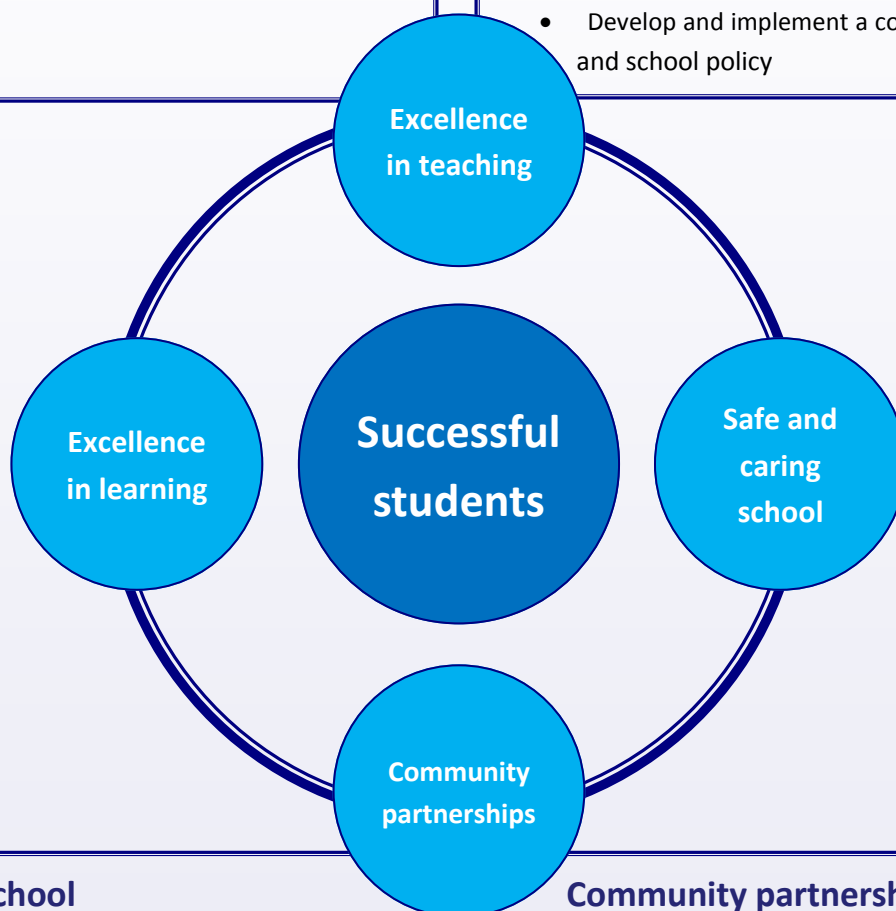 • Develop and implement a co
and school policy
Excellence
in teaching
Excellence
in learning
Successful
students
Safe and
caring
school
Community
partnerships
chool
Community partnersh